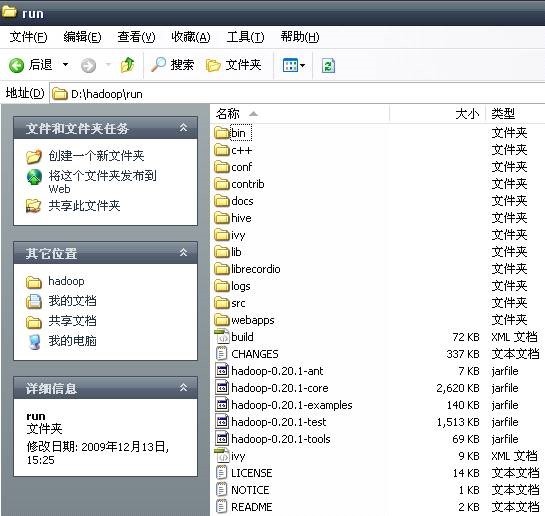 run
文件(F) 编辑(E) 查看(V) 收藏(A) 工具(T) 帮助(H)
后退 搜索 文件夹
地址(D) D:\hadoop\run
文件和文件夹任务
创建一个新文件夹
将这个文件夹发布到
Web
共享此文件夹
其它位置
hadoop
我的文档
共享文档
我的电脑
详细信息
run
文件夹
修改日期: 2009年12月13日,
15:25
名称 大小 类型
bin 文件夹
c++ 文件夹
conf 文件夹
contrib 文件夹
docs 文件夹
hive 文件夹
ivy 文件夹
lib 文件夹
librecordio 文件夹
logs 文件夹
src 文件夹
webapps 文件夹
build 72 KB XML 文档
CHANGES 337 KB 文本文档
hadoop-0.20.1-ant 7 KB jarfile
hadoop-0.20.1-core 2,620 KB jarfile
hadoop-0.20.1-examples 140 KB jarfile
hadoop-0.20.1-test 1,513 KB jarfile
hadoop-0.20.1-tools 69 KB jarfile
ivy 9 KB XML 文档
LICENSE 14 KB 文本文档
NOTICE 1 KB 文本文档
README 2 KB 文本文档